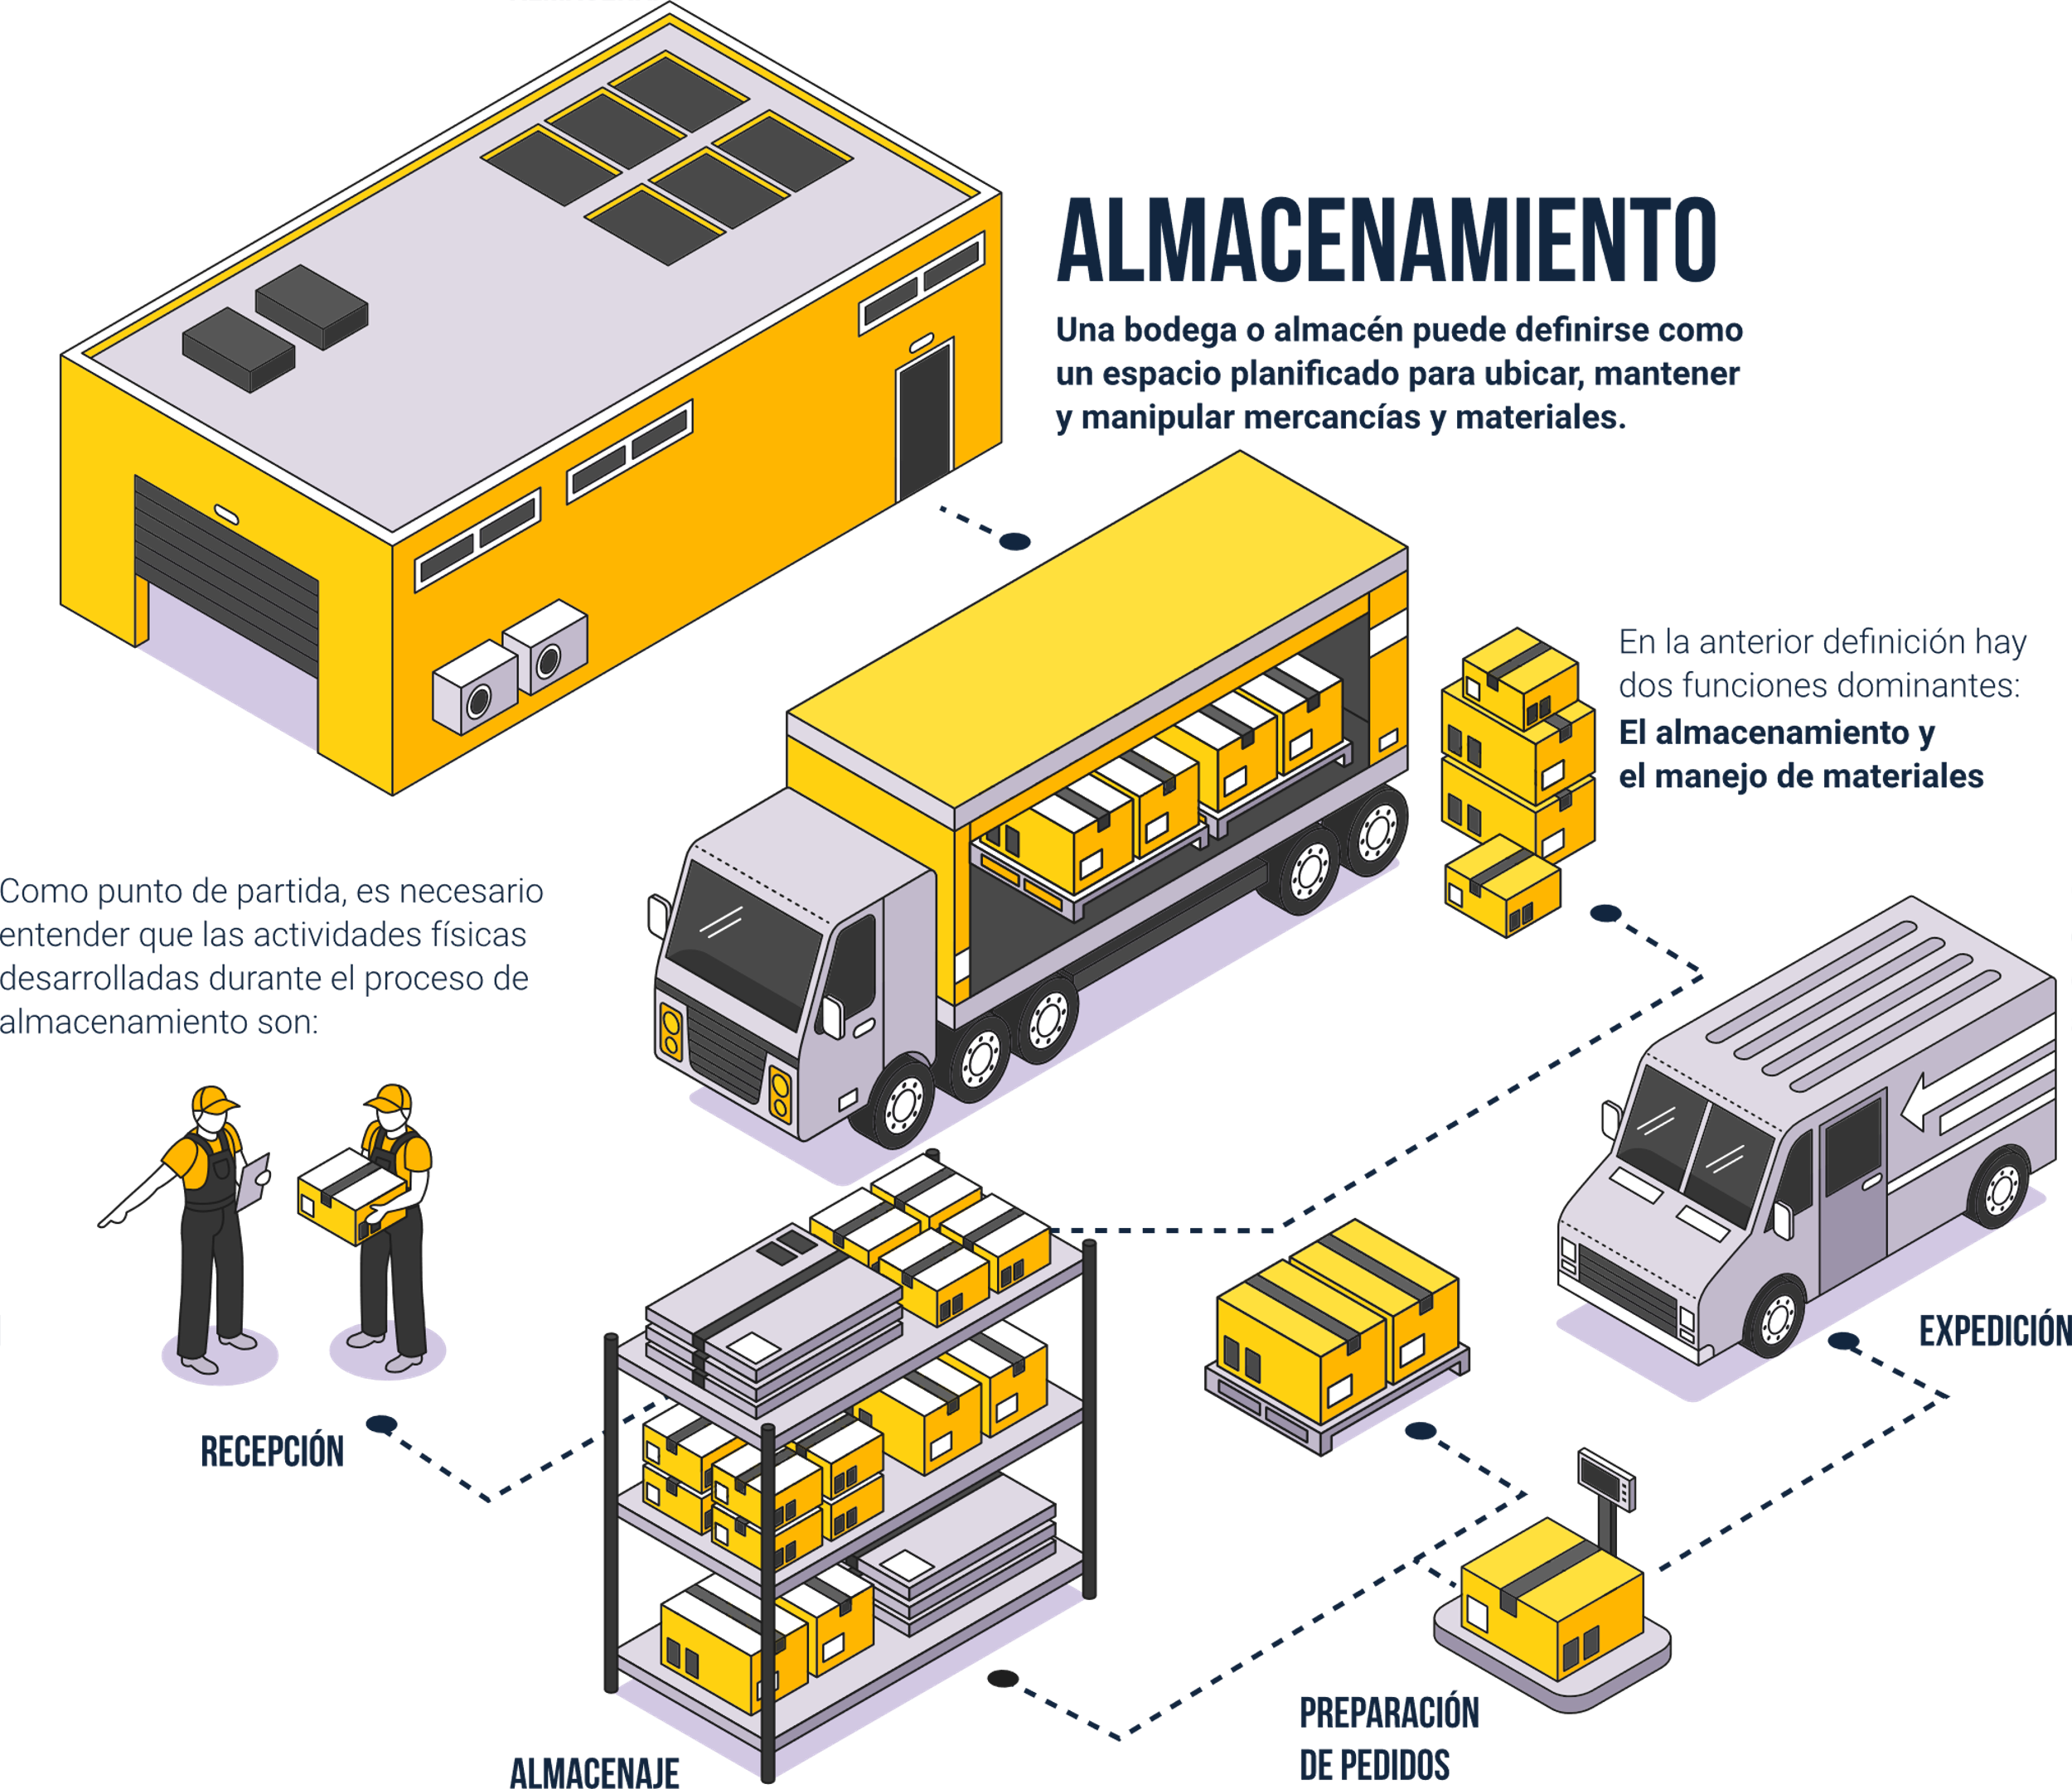 ALMACENAMIENTO
Una bodega o almacén puede definirse como
un espacio planificado para ubicar, mantener
y manipular mercancías y materiales.
En la anterior definición hay
dos funciones dominantes:
El almacenamiento y
el manejo de materiales
Como punto de partida, es necesario
entender que las actividades físicas
desarrolladas durante el proceso de
almacenamiento son:
RECEPCIÓN
ALMACENAJE
PREPARACIÓN
DE PEDIDOS
EXPEDICIÓN